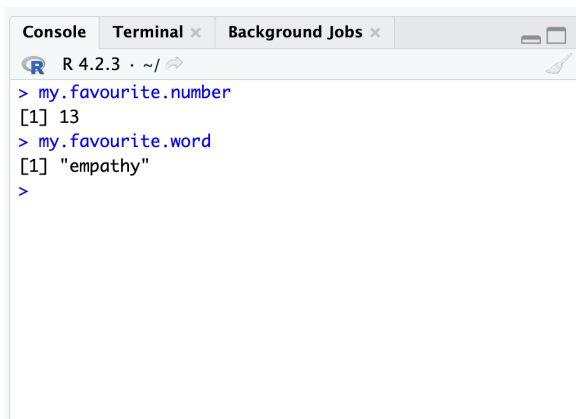 Console Terminal Background Jobs
R 4.2.3 · ~/
> my.favourite.number
[1] 13
> my.favourite.word
[1] "empathy"
>